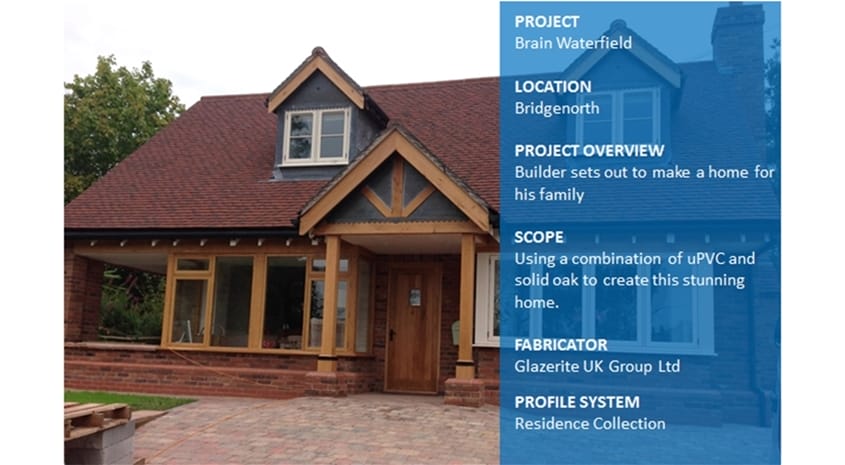 PROJECT
Brain Waterfield
LOCATION
Bridgenorth
PROJECT OVERVIEW
Builder sets out to make a home for
his family
SCOPE
Using a combination of uPVC and
solid oak to create this stunning
home.
FABRICATOR
Glazerite UK Group Ltd
PROFILE SYSTEM
Residence Collection